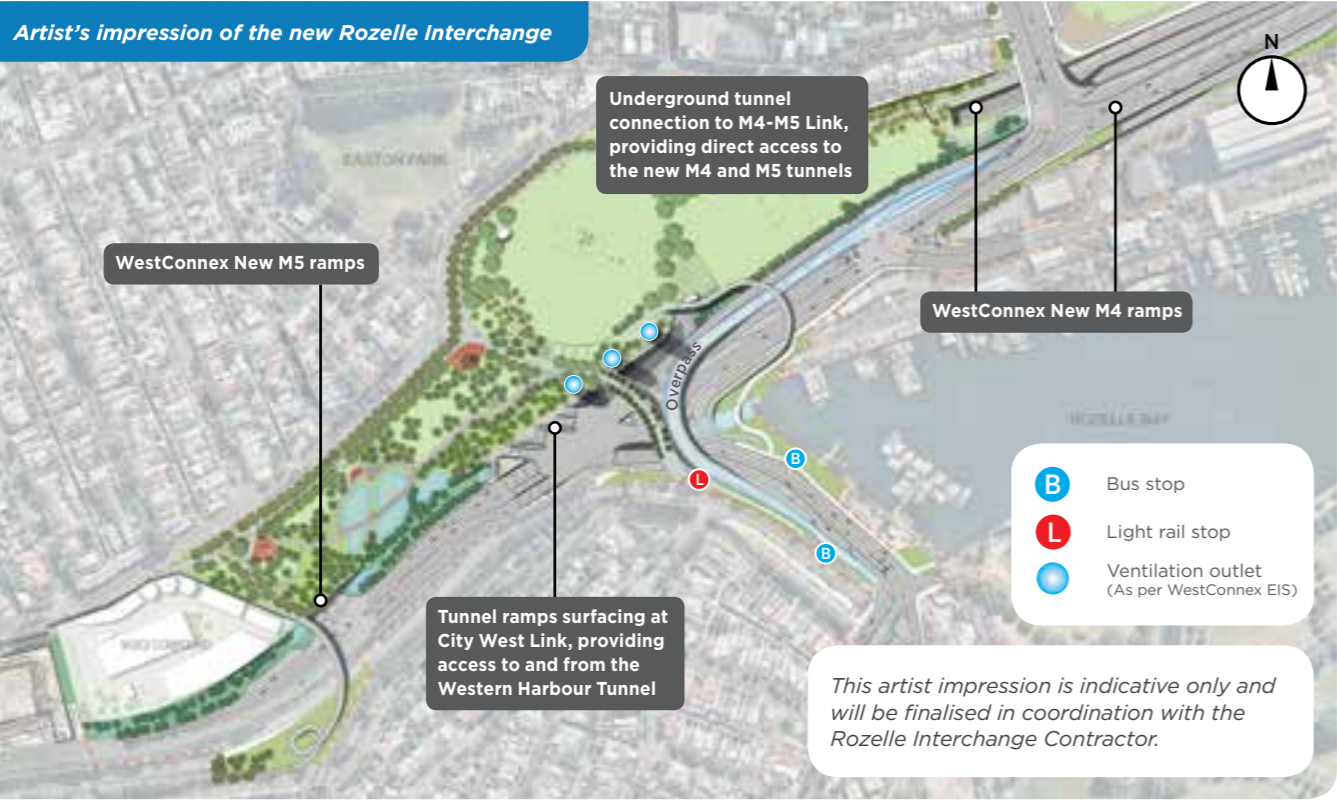 Artist's impression of the new Rozelle Interchange
N
Underground tunnel
connection to M4-M5 Link,
providing direct access to
the new M4 and M5 tunnels
EASTON PARK
WestConnex New M5 ramps
WestConnex New M4 ramps
Overpass
ROZELLE BAY
B
L
B
B Bus stop
L Light rail stop
Ventilation outlet
(As per WestConnex EIS)
Tunnel ramps surfacing at
City West Link, providing
access to and from the
Western Harbour Tunnel
This artist impression is indicative only and
will be finalised in coordination with the
Rozelle Interchange Contractor.